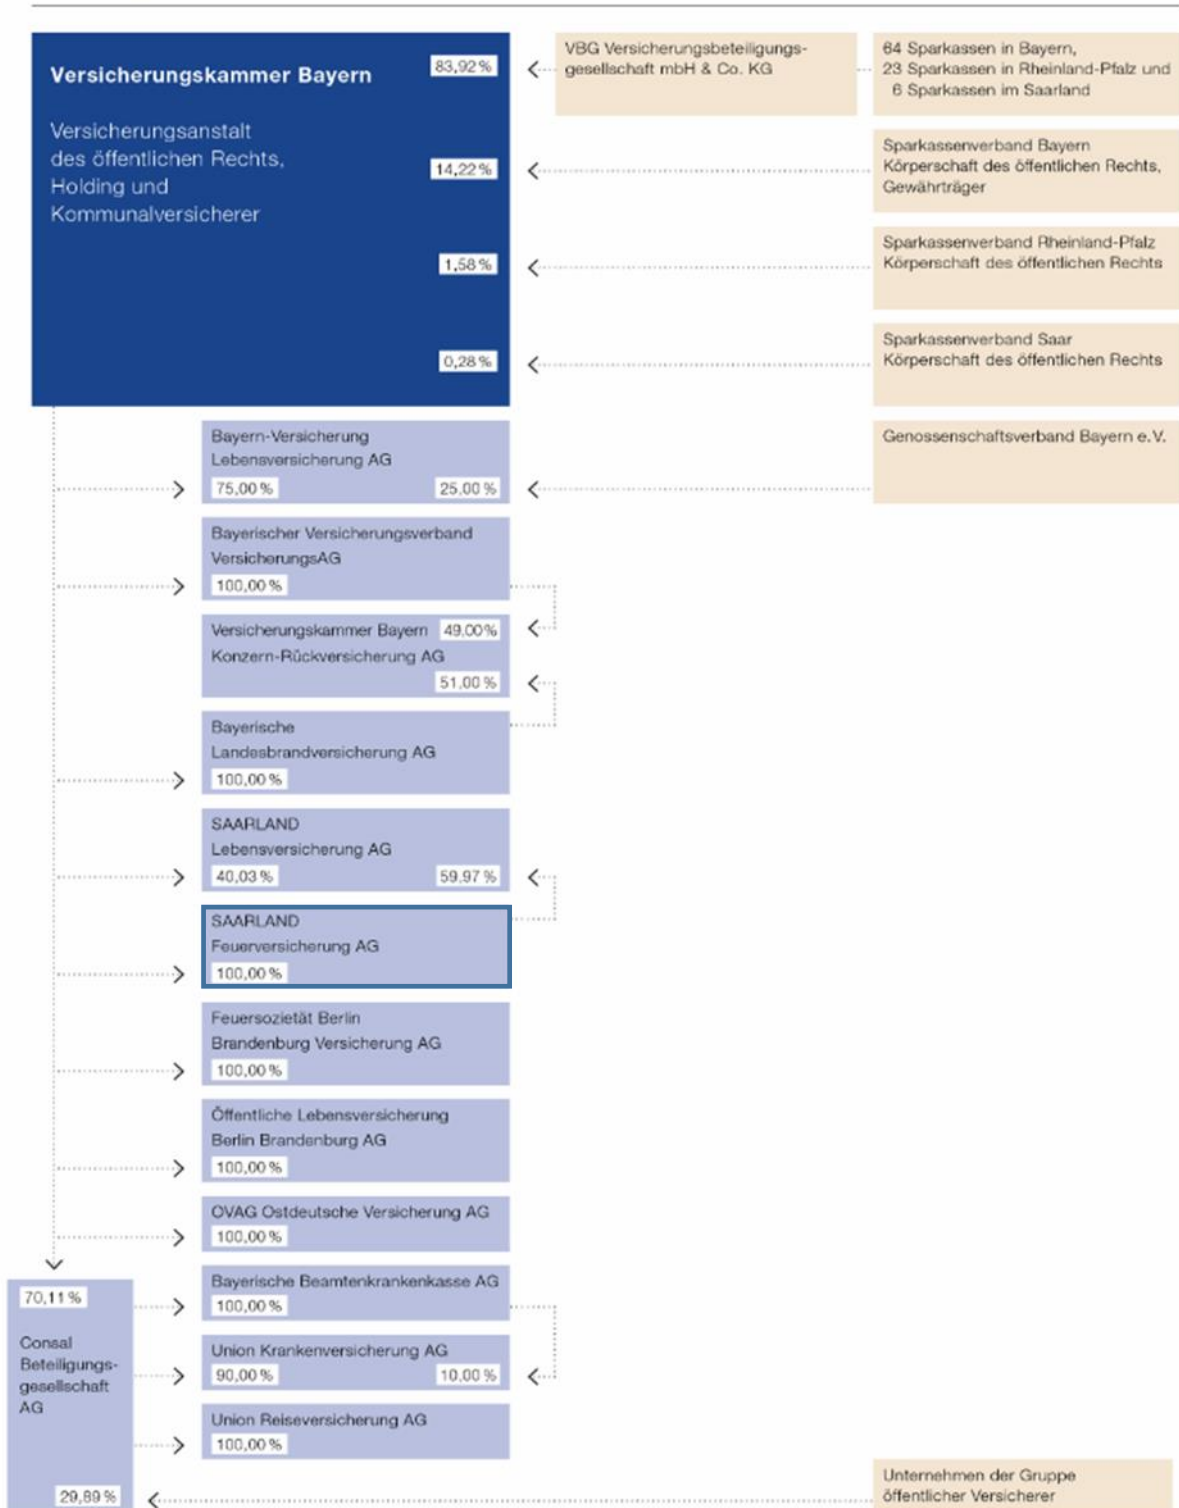 Versicherungskammer Bayern
83,92 %
Versicherungsanstalt
des öffentlichen Rechts,
Holding und
Kommunalversicherer
14,22 %
1,58 %
0,28 %
VBG Versicherungsbeteiligungs-
gesellschaft mbH & Co. KG
64 Sparkassen in Bayern,
23 Sparkassen in Rheinland-Pfalz und
6 Sparkassen im Saarland
Sparkassenverband Bayern
Körperschaft des öffentlichen Rechts,
Gewährträger
Sparkassenverband Rheinland-Pfalz
Körperschaft des öffentlichen Rechts
Sparkassenverband Saar
Körperschaft des öffentlichen Rechts
Bayern-Versicherung
Lebensversicherung AG
75,00 % 25,00 %
Genossenschaftsverband Bayern e.V.
Bayerischer Versicherungsverband
VersicherungsAG
100,00 %
Versicherungskammer Bayern 49,00%
Konzern-Rückversicherung AG
51,00 %
Bayerische
Landesbrandversicherung AG
100,00 %
SAARLAND
Lebensversicherung AG
40,03 % 59,97 %
SAARLAND
Feuerversicherung AG
100,00 %
Feuersozietät Berlin
Brandenburg Versicherung AG
100,00 %
Öffentliche Lebensversicherung
Berlin Brandenburg AG
100,00 %
OVAG Ostdeutsche Versicherung AG
100,00 %
Bayerische Beamtenkrankenkasse AG
100,00 %
Union Krankenversicherung AG
90,00 % 10,00 %
Union Reiseversicherung AG
100,00 %
70,11 %
Consal
Beteiligungs-
gesellschaft
AG
29,89 %
Unternehmen der Gruppe
öffentlicher Versicherer